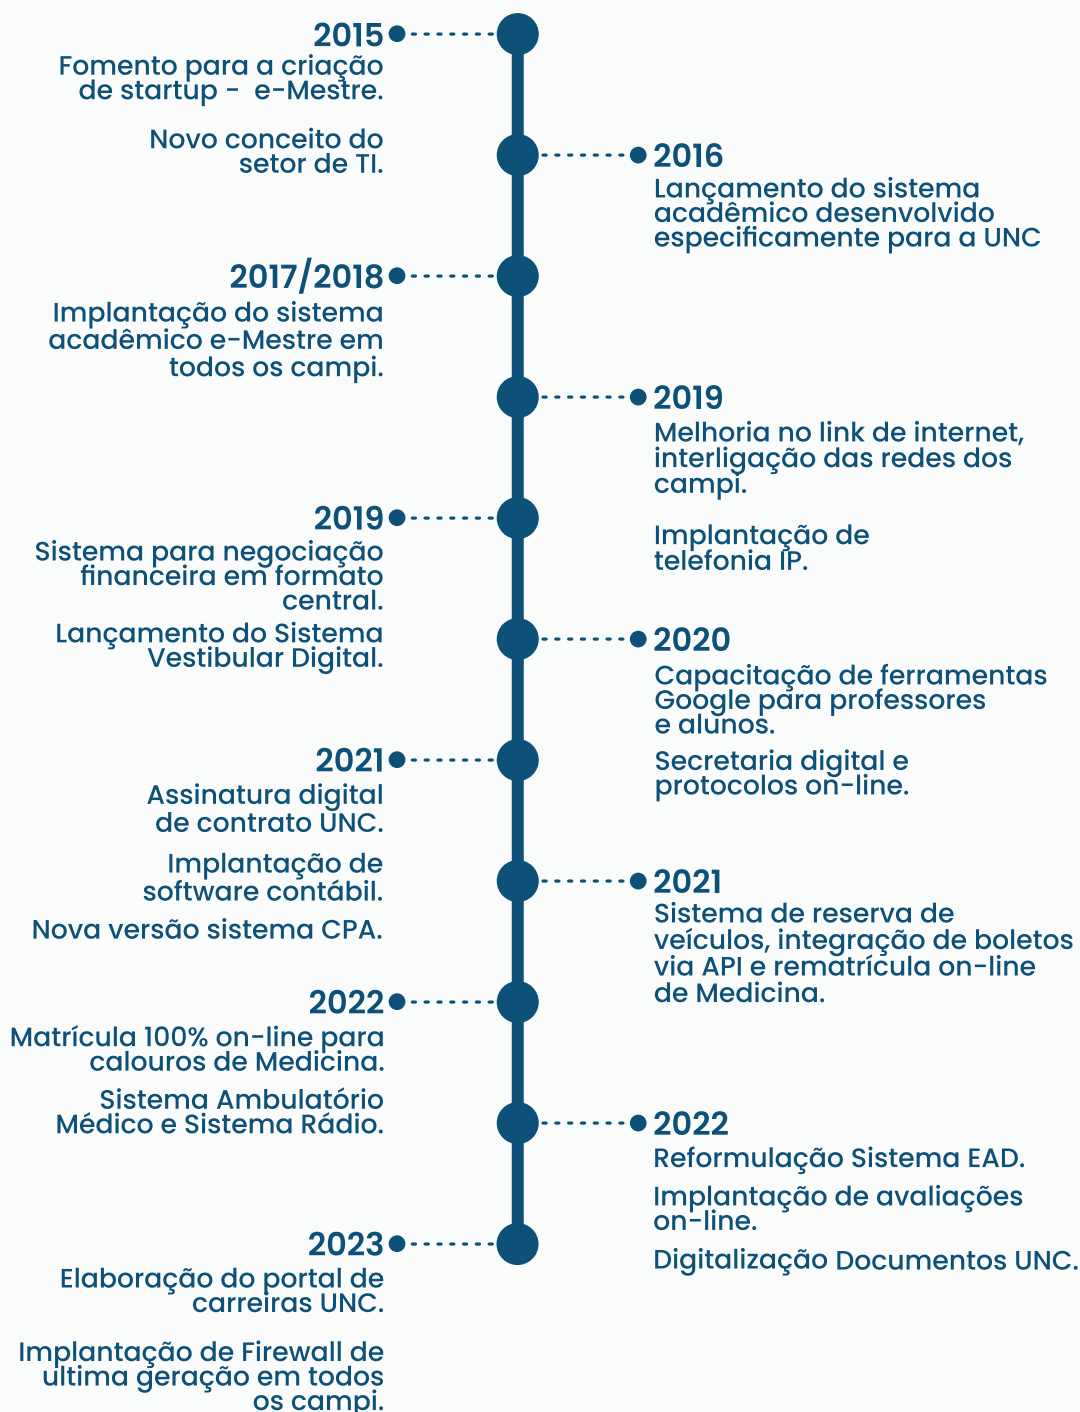 2015
Fomento para a criação
de startup - e-Mestre.
Novo conceito do
setor de TI.
2016
Lançamento do sistema
acadêmico desenvolvido
especificamente para a UNC
2017/2018
Implantação do sistema
acadêmico e-Mestre em
todos os campi.
2019
Melhoria no link de internet,
interligação das redes dos
campi.
Implantação de
telefonia IP.
2019
Sistema para negociação
financeira em formato
central.
Lançamento do Sistema
Vestibular Digital.
2020
Capacitação de ferramentas
Google para professores
e alunos.
Secretaria digital e
protocolos on-line.
2021
Assinatura digital
de contrato UNC.
Implantação de
software contábil.
Nova versão sistema CPA.
2021
Sistema de reserva de
veículos, integração de boletos
via API e rematrícula on-line
de Medicina.
2022
Matrícula 100% on-line para
calouros de Medicina.
Sistema Ambulatório
Médico e Sistema Rádio.
2022
Reformulação Sistema EAD.
Implantação de avaliações
on-line.
Digitalização Documentos UNC.
2023
Elaboração do portal de
carreiras UNC.
Implantação de Firewall de
ultima geração em todos
os campi.